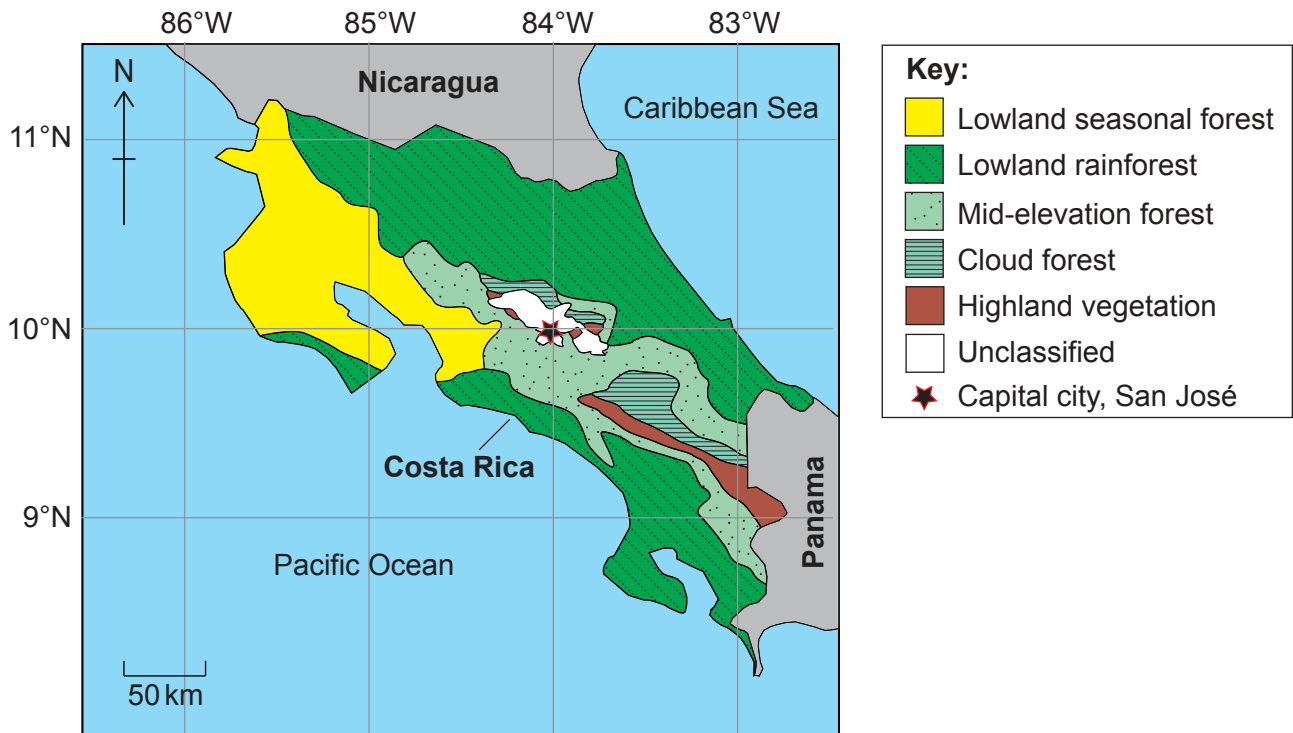 86°W 85°W 84°W 83°W
N
Nicaragua
Caribbean Sea
11°N
10°N
Costa Rica
9°N
Pacific Ocean
Panama
50 km
Key:
Lowland seasonal forest
Lowland rainforest
Mid-elevation forest
Cloud forest
Highland vegetation
Unclassified
Capital city, San José